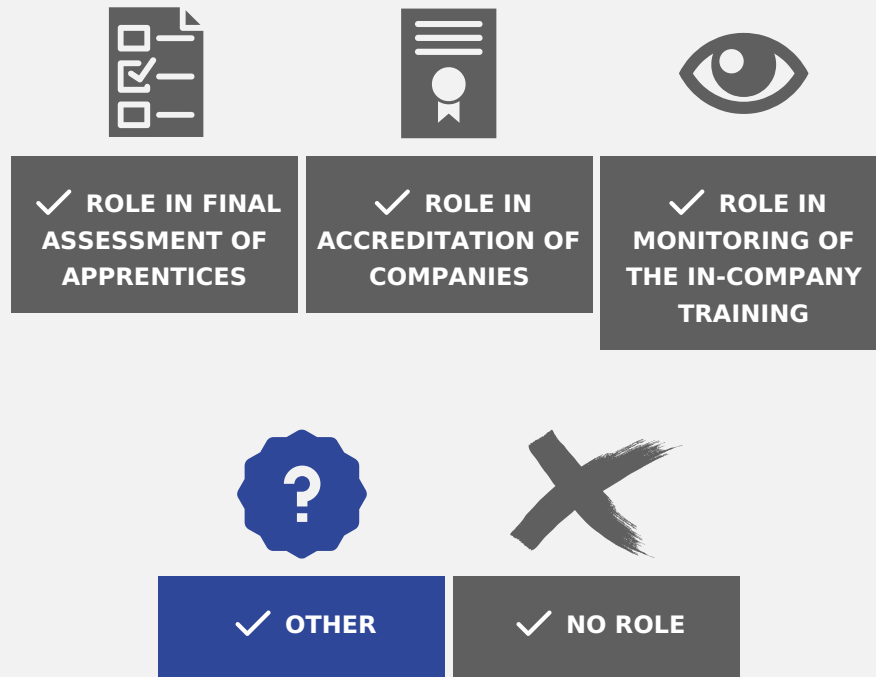 ✓ ROLE IN FINAL
ASSESSMENT OF
APPRENTICES
✓ ROLE IN
ACCREDITATION OF
COMPANIES
✓ ROLE IN
MONITORING OF
THE IN-COMPANY
TRAINING
?
✓ OTHER
✓ NO ROLE